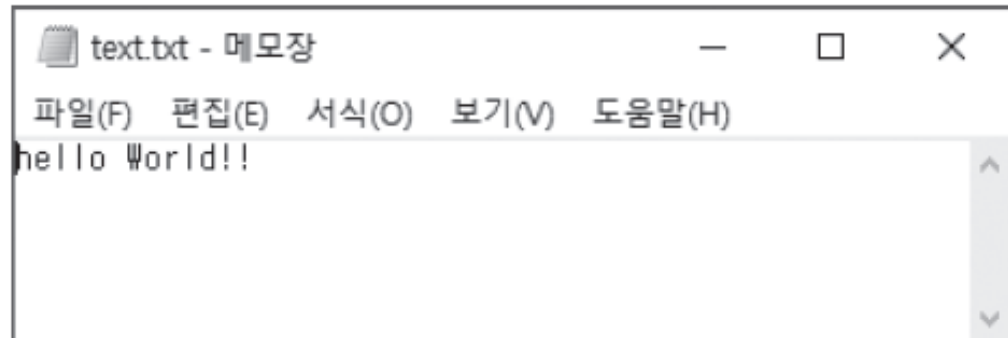 text.txt - 메모장
파일(F) 편집(E) 서식(O) 보기(V) 도움말(H)
hello World!!